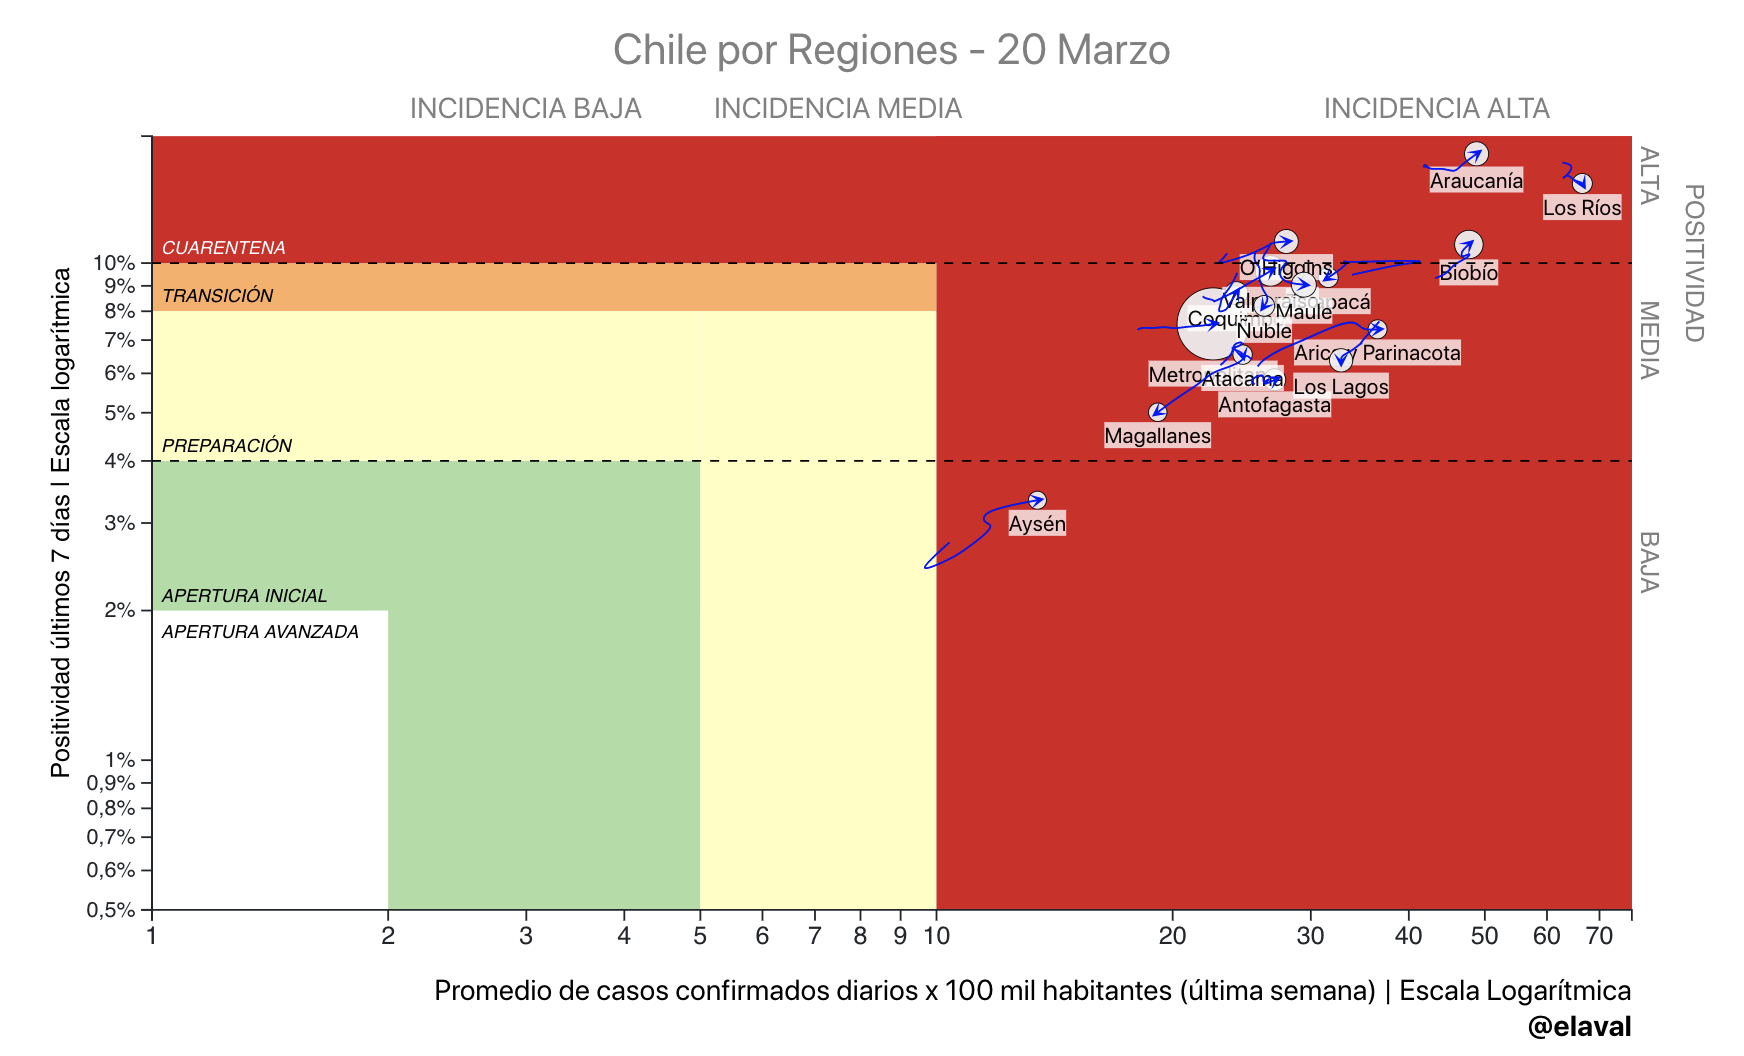 Chile por Regiones - 20 Marzo
INCIDENCIA BAJA
INCIDENCIA MEDIA
INCIDENCIA ALTA
ALTA
MEDIA
BAJA
POSITIVIDAD
Positividad últimos 7 días | Escala logarítmica
10%
9%
8%
7%
6%
5%
4%
3%
2%
1%
0,9%
0,8%
0,7%
0,6%
0,5%
CUARENTENA
TRANSICIÓN
PREPARACIÓN
APERTURA INICIAL
APERTURA AVANZADA
Araucanía
Los Ríos
Biobío
O'Higgins
Maule
Ñuble
Arica y Parinacota
Los Lagos
Atacama
Antofagasta
Magallanes
Aysén
1
2
3
4
5
6
7
8
9
10
20
30
40
50
60
70
Promedio de casos confirmados diarios x 100 mil habitantes (última semana) | Escala Logarítmica
@elaval